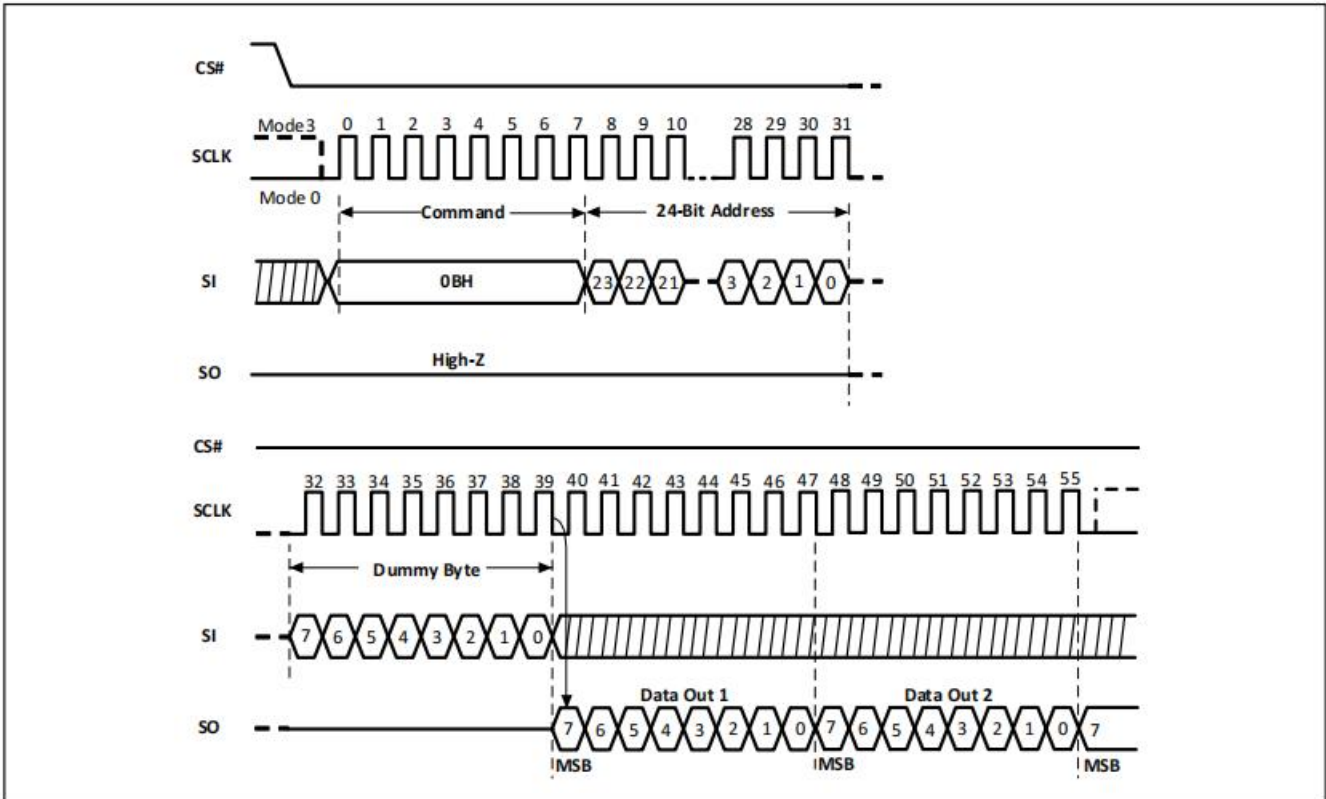 CS#
Mode3 0 1 2 3 4 5 6 7 8 9 10 28 29 30 31
SCLK
Mode 0
Command 24-Bit Address
SI 0BH 23 22 21 3 2 1 0
High-Z
SO
CS#
32 33 34 35 36 37 38 39 40 41 42 43 44 45 46 47 48 49 50 51 52 53 54 55
SCLK
Dummy Byte
SI 7 6 5 4 3 2 1 0
Data Out 1 Data Out 2
SO 7 6 5 4 3 2 1 0 7 6 5 4 3 2 1 0 7
MSB MSB MSB